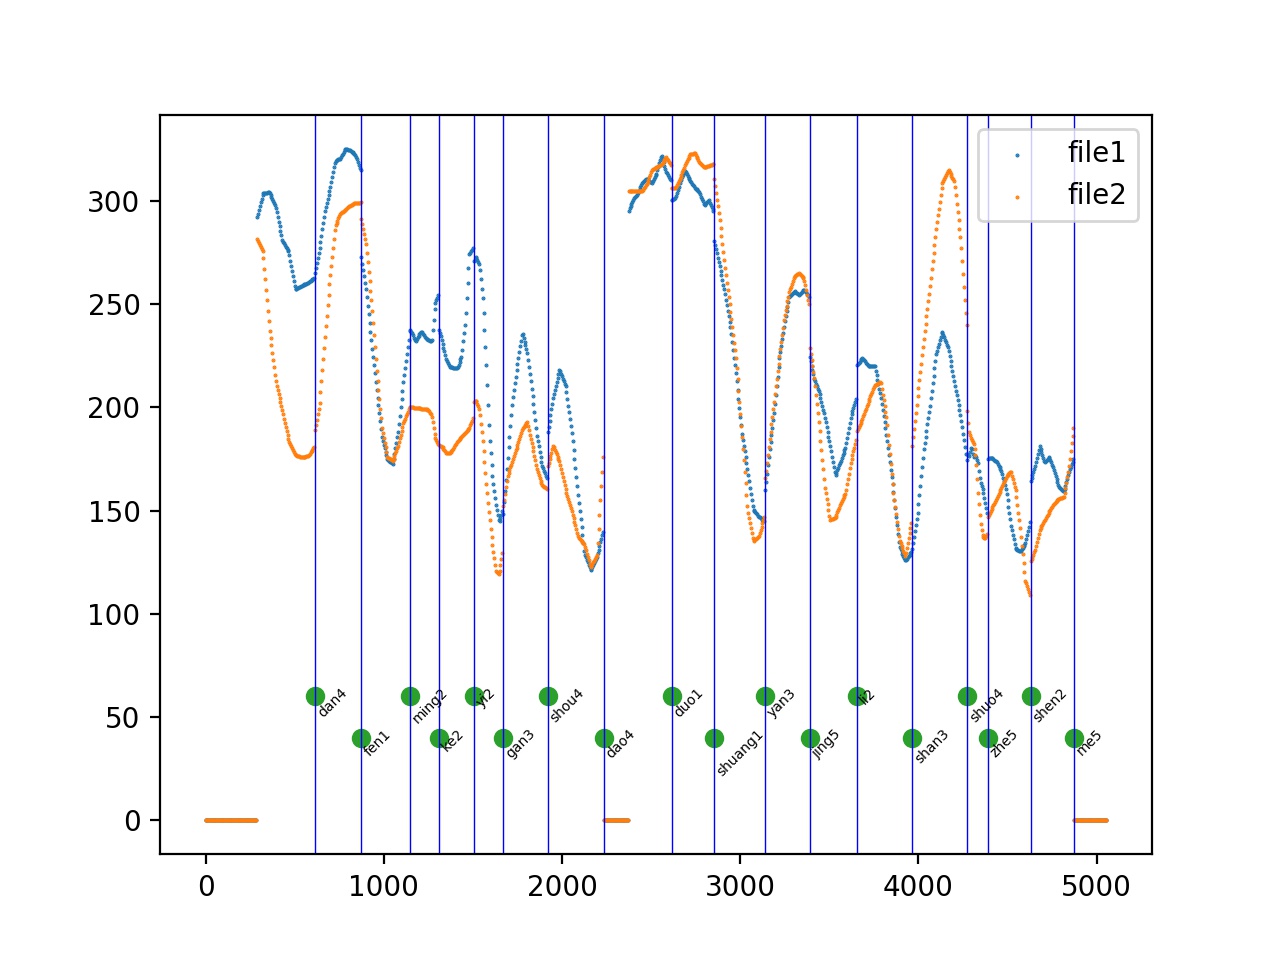 file1
file2
300
250
200
150
100
50
0
dan4
fen1
ming2
ke2
yi2
gan3
shou4
dao4
duo1
shuang1
yan3
jing5
li2
shan3
shuo4
zhe5
shen2
me5
0 1000 2000 3000 4000 5000